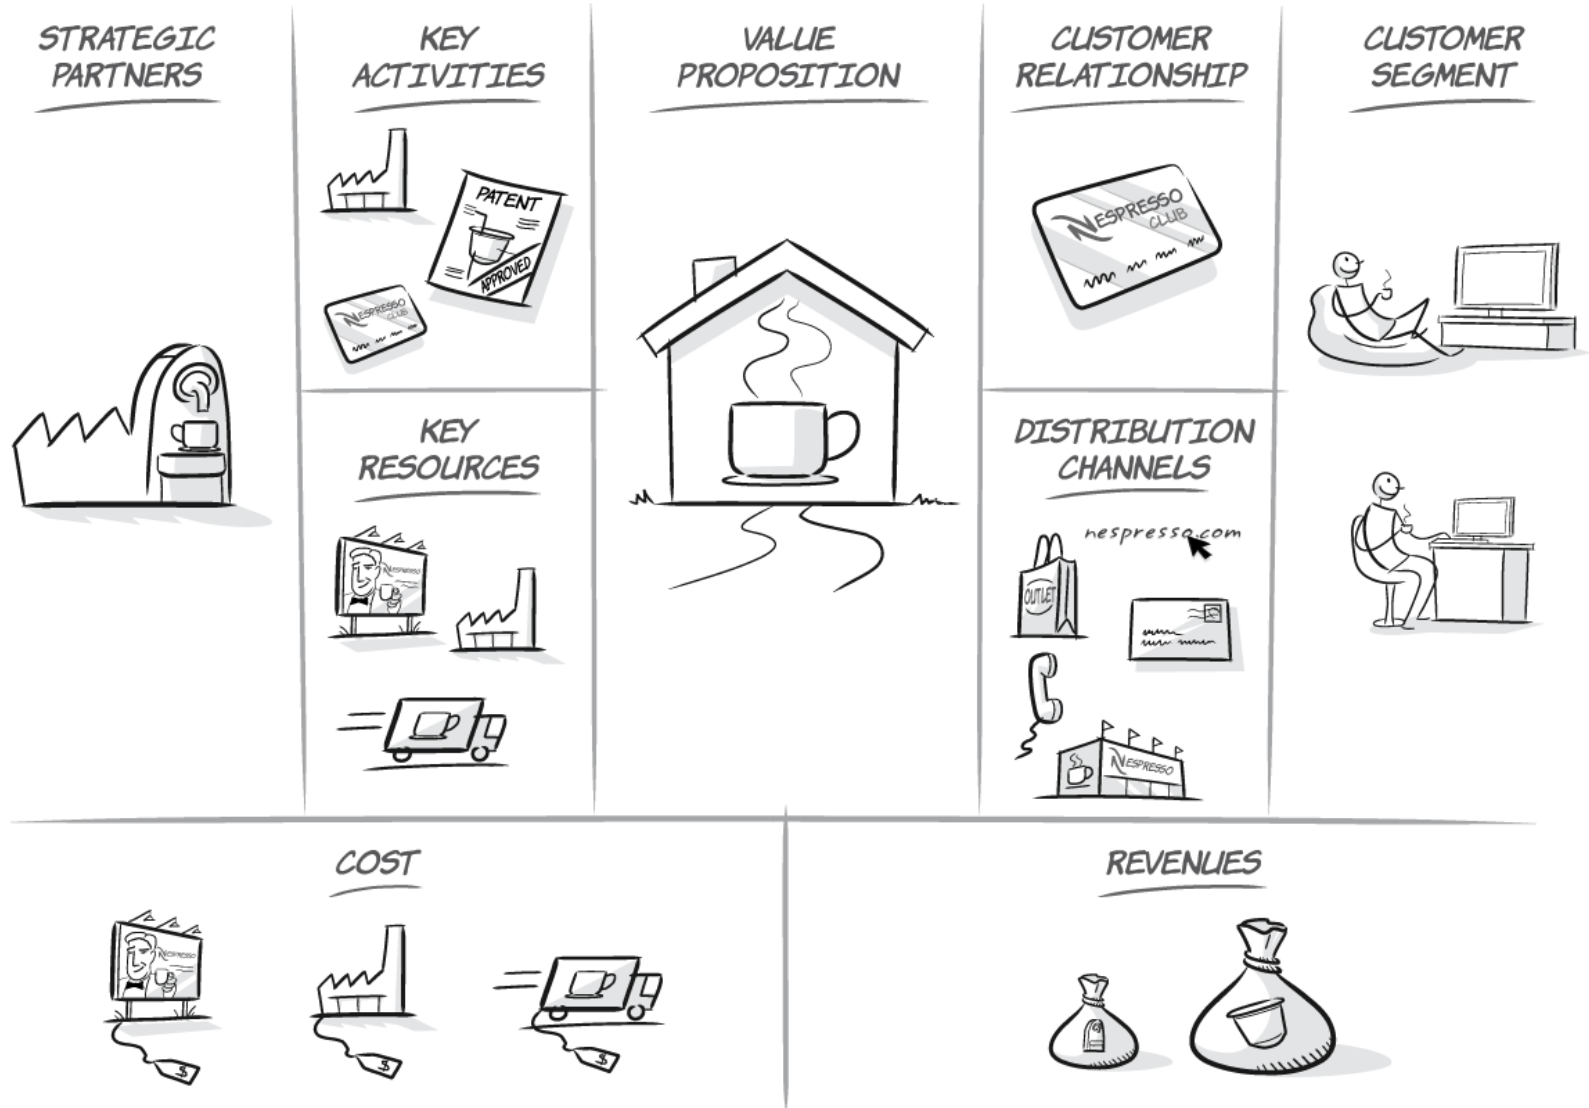 STRATEGIC
PARTNERS
KEY
ACTIVITIES
PATENT
APPROVED
NESPRESSO
CLUB
KEY
RESOURCES
NESPRESSO
VALUE
PROPOSITION
CUSTOMER
RELATIONSHIP
NESPRESSO
CLUB
DISTRIBUTION
CHANNELS
nespresso.com
OUTLET
NESPRESSO
CUSTOMER
SEGMENT
COST
NESPRESSO
$
$
$
REVENUES